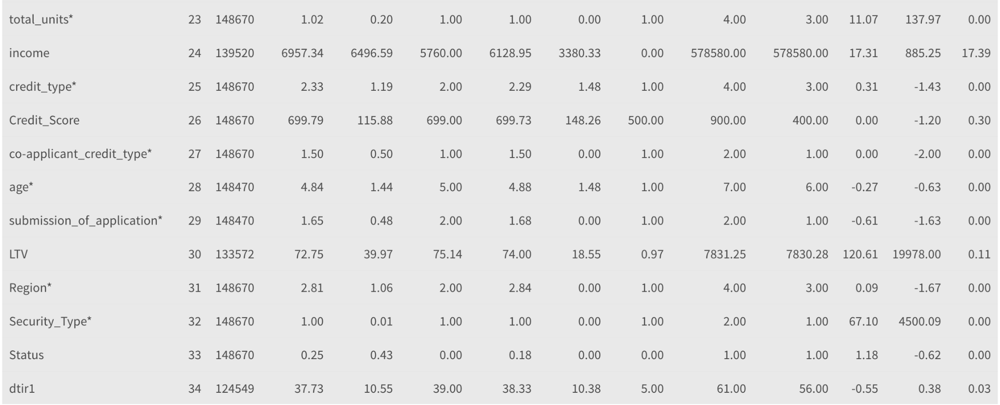 total_units* 23 148670 1.02 0.20 1.00 1.00 0.00 1.00 4.00 3.00 11.07 137.97 0.00
income 24 139520 6957.34 6496.59 5760.00 6128.95 3380.33 0.00 578580.00 578580.00 17.31 885.25 17.39
credit_type* 25 148670 2.33 1.19 2.00 2.29 1.48 1.00 4.00 3.00 0.31 -1.43 0.00
Credit_Score 26 148670 699.79 115.88 699.00 699.73 148.26 500.00 900.00 400.00 0.00 -1.20 0.30
co-applicant_credit_type* 27 148670 1.50 0.50 1.00 1.50 0.00 1.00 2.00 1.00 0.00 -2.00 0.00
age* 28 148470 4.84 1.44 5.00 4.88 1.48 1.00 7.00 6.00 -0.27 -0.63 0.00
submission_of_application* 29 148470 1.65 0.48 2.00 1.68 0.00 1.00 2.00 1.00 -0.61 -1.63 0.00
LTV 30 133572 72.75 39.97 75.14 74.00 18.55 0.97 7831.25 7830.28 120.61 19978.00 0.11
Region* 31 148670 2.81 1.06 2.00 2.84 0.00 1.00 4.00 3.00 0.09 -1.67 0.00
Security_Type* 32 148670 1.00 0.01 1.00 1.00 0.00 1.00 2.00 1.00 67.10 4500.09 0.00
Status 33 148670 0.25 0.43 0.00 0.18 0.00 0.00 1.00 1.00 1.18 -0.62 0.00
dtir1 34 124549 37.73 10.55 39.00 38.33 10.38 5.00 61.00 56.00 -0.55 0.38 0.03